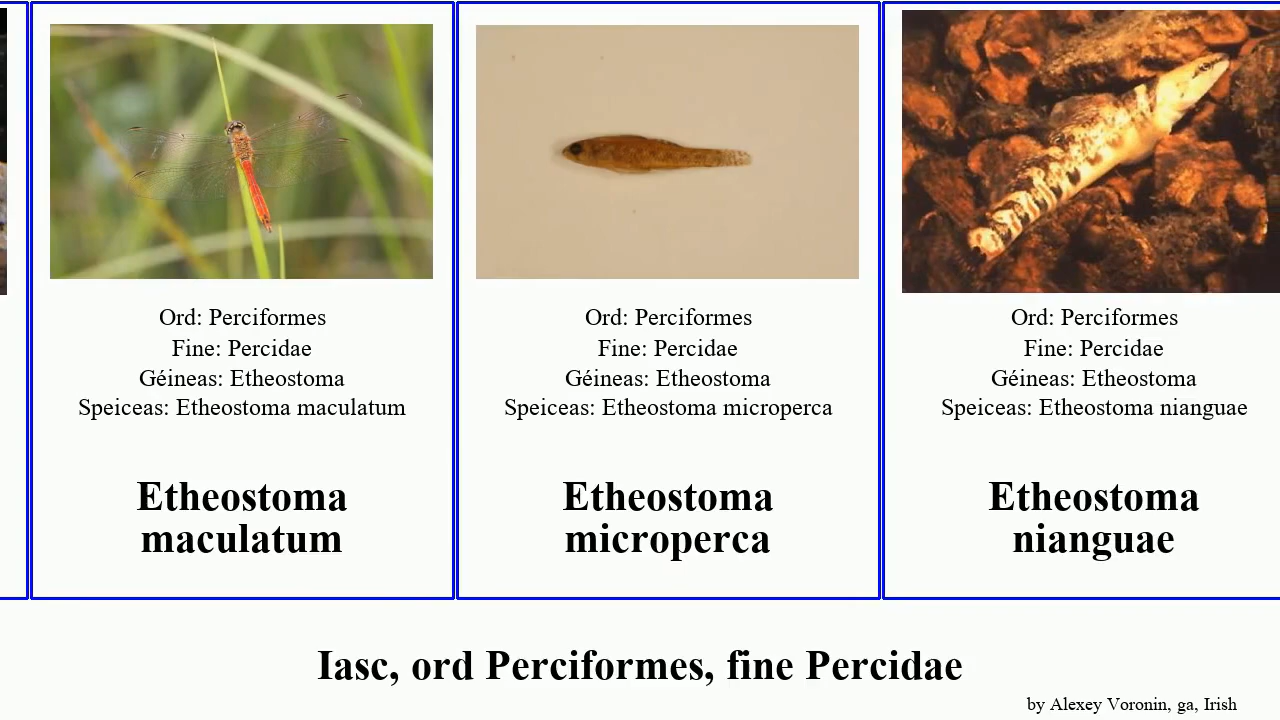 Ord: Perciformes
Fine: Percidae
Géineas: Etheostoma
Speiceas: Etheostoma maculatum
Etheostoma
maculatum
Ord: Perciformes
Fine: Percidae
Géineas: Etheostoma
Speiceas: Etheostoma microperca
Etheostoma
microperca
Ord: Perciformes
Fine: Percidae
Géineas: Etheostoma
Speiceas: Etheostoma nianguae
Etheostoma
nianguae
Iasc, ord Perciformes, fine Percidae
by Alexey Voronin, ga, Irish